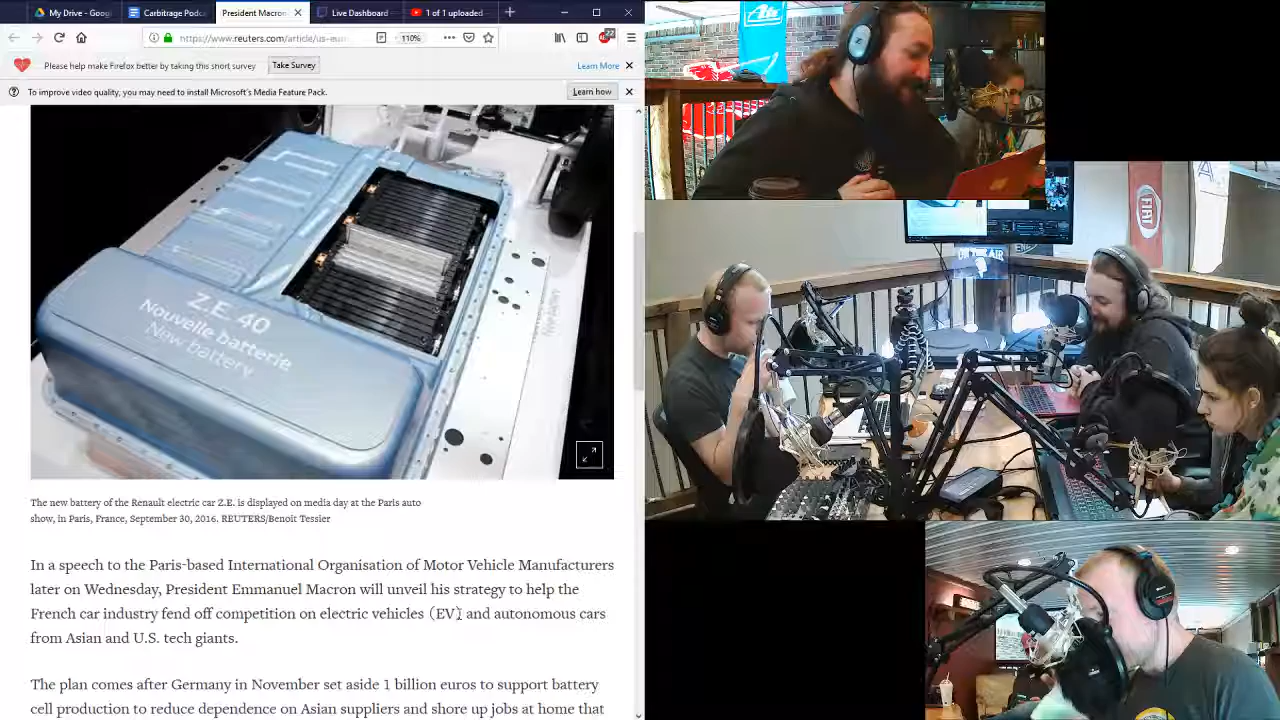 My Drive - Goog
Carbitrage Podca
President Macron
Live Dashboard
1 of 1 uploaded
https://www.reuters.com/article/us-eur
110%
22
Please help make Firefox better by taking this short survey
Take Survey
Learn More
To improve video quality, you may need to install Microsoft's Media Feature Pack.
Learn how
Z.E. 40
Nouvelle batterie
New battery
The new battery of the Renault electric car Z.E. is displayed on media day at the Paris auto
show, in Paris, France, September 30, 2016. REUTERS/Benoit Tessier
In a speech to the Paris-based International Organisation of Motor Vehicle Manufacturers
later on Wednesday, President Emmanuel Macron will unveil his strategy to help the
French car industry fend off competition on electric vehicles (EV) and autonomous cars
from Asian and U.S. tech giants.
The plan comes after Germany in November set aside 1 billion euros to support battery
cell production to reduce dependence on Asian suppliers and shore up jobs at home that
Ate
FIAT
ON THE AIR